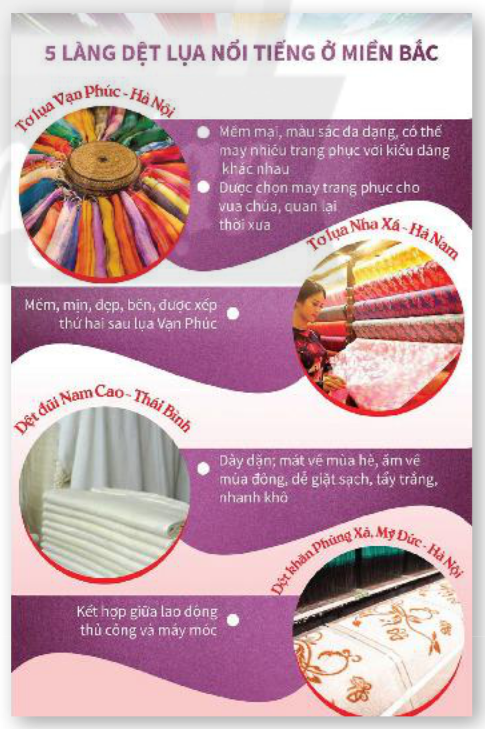 5 LÀNG DỆT LỤA NỔI TIẾNG Ở MIỀN BẮC
Tơ lụa Vạn Phúc - Hà Nội
Mềm mại, màu sắc đa dạng, có thể
may nhiều trang phục với kiểu dáng
khác nhau
Được chọn may trang phục cho
vua chúa, quan lại
thời xưa
Tơ lụa Nha Xá - Hà Nam
Mềm, mịn, đẹp, bền, được xếp
thứ hai sau lụa Vạn Phúc
Dệt đũi Nam Cao - Thái Bình
Dày dặn; mát về mùa hè, ấm về
mùa đông, dễ giặt sạch, tẩy trắng,
nhanh khô
Dệt khăn Phùng Xá, Mỹ Đức - Hà Nội
Kết hợp giữa lao động
thủ công và máy móc